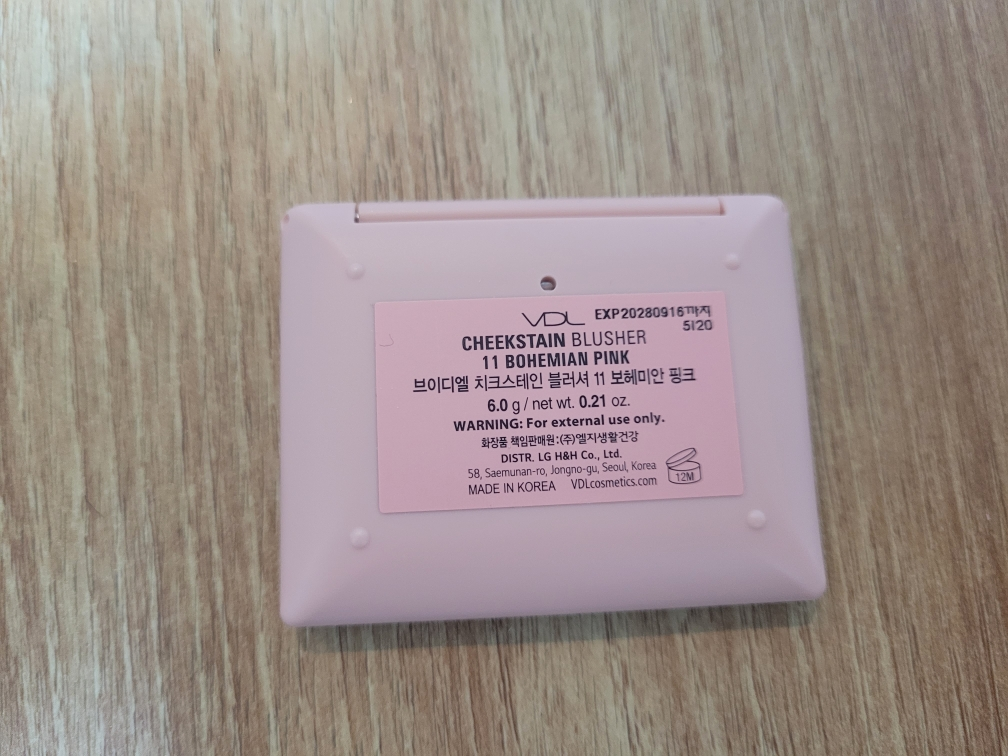 VDL EXP20280916까지
5I20
CHEEKSTAIN BLUSHER
11 BOHEMIAN PINK
브이디엘 치크스테인 블러셔 11 보헤미안 핑크
6.0 g / net wt. 0.21 oz.
WARNING: For external use only.
화장품 책임판매원:(주)엘지생활건강
DISTR. LG H&H Co., Ltd.
58, Saemunan-ro, Jongno-gu, Seoul, Korea
MADE IN KOREA VDLcosmetics.com
12M